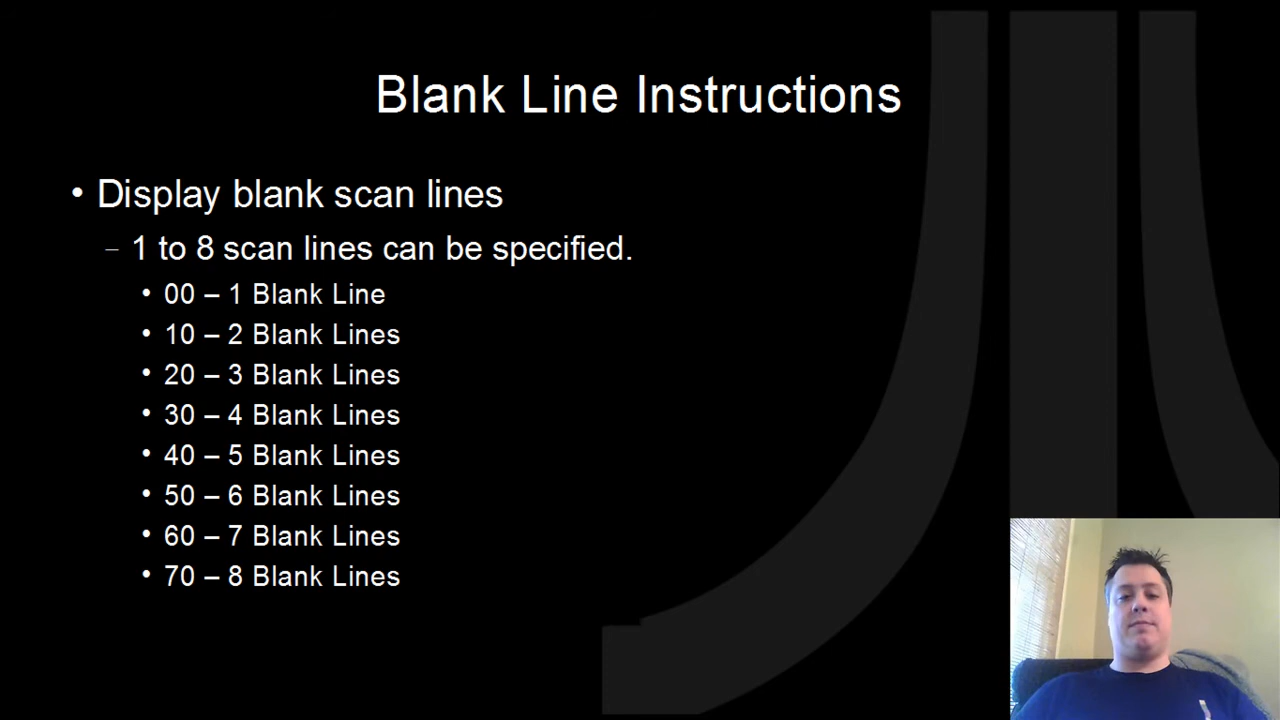 Blank Line Instructions
• Display blank scan lines
– 1 to 8 scan lines can be specified.
• 00 – 1 Blank Line
• 10 – 2 Blank Lines
• 20 – 3 Blank Lines
• 30 – 4 Blank Lines
• 40 – 5 Blank Lines
• 50 – 6 Blank Lines
• 60 – 7 Blank Lines
• 70 – 8 Blank Lines